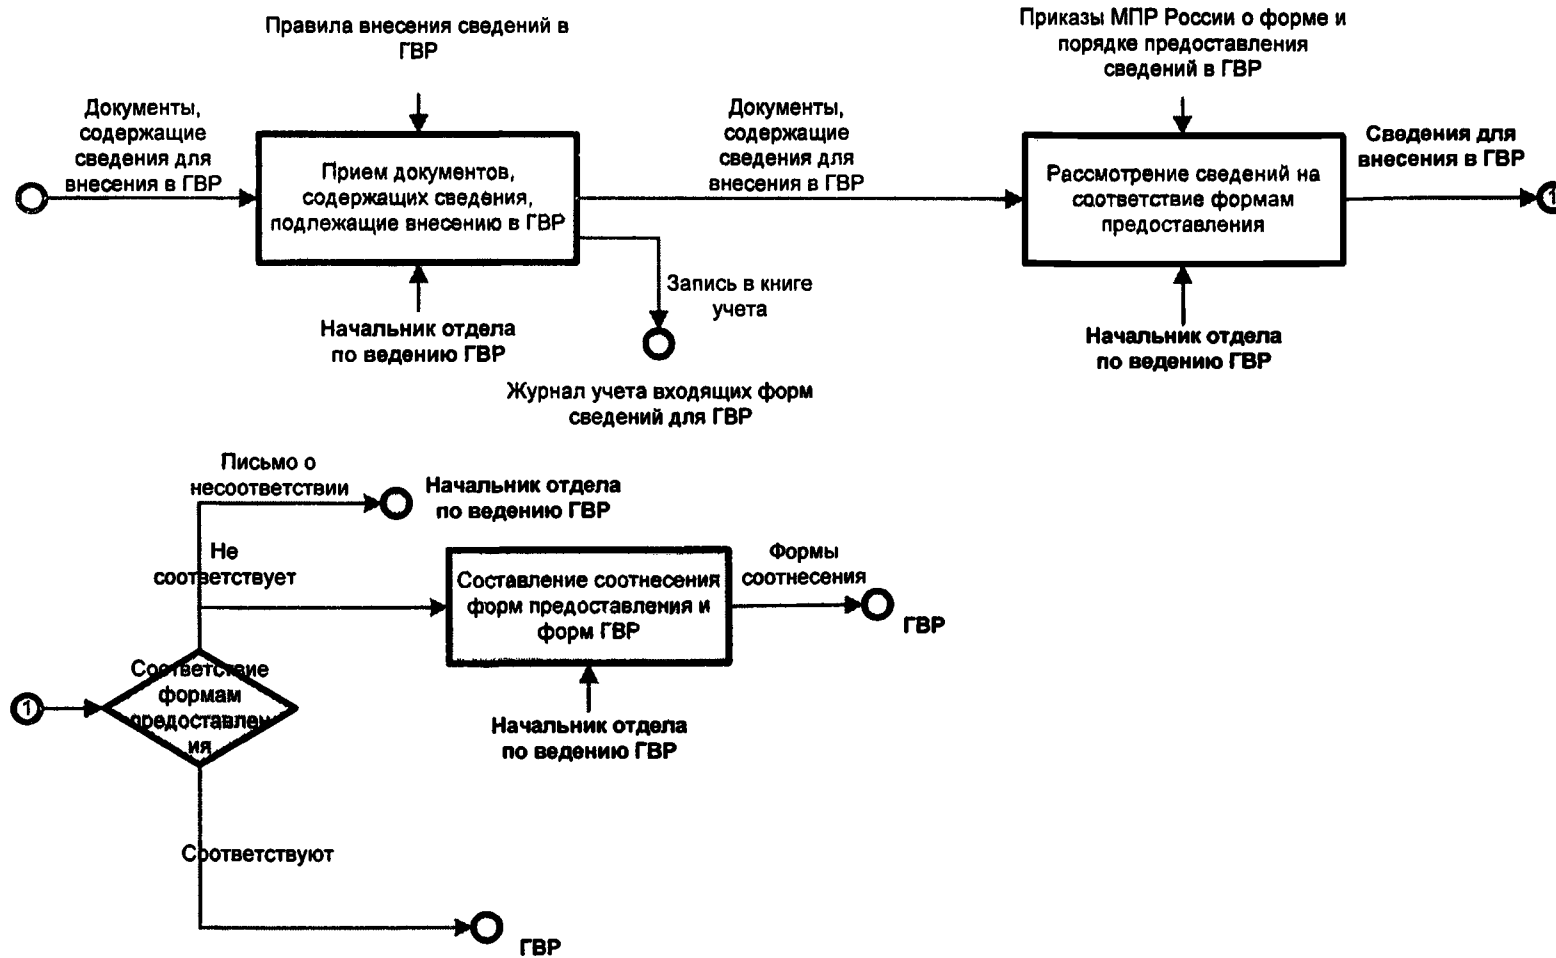 Правила внесения сведений в
ГВР
Приказы МПР России о форме и
порядке предоставления
сведений в ГВР
Документы,
содержащие
сведения для
внесения в ГВР
Прием документов,
содержащих сведения,
подлежащие внесению в ГВР
Документы,
содержащие
сведения для
внесения в ГВР
Рассмотрение сведений на
соответствие формам
предоставления
Сведения для
внесения в ГВР
1
Начальник отдела
по ведению ГВР
Запись в книге
учета
Начальник отдела
по ведению ГВР
Журнал учета входящих форм
сведений для ГВР
Письмо о
несоответствии
Начальник отдела
по ведению ГВР
Не
соответствует
Составление соотнесения
форм предоставления и
форм ГВР
Формы
соотнесения
ГВР
1
Соответствие
формам
предоставлен
ия
Начальник отдела
по ведению ГВР
Соответствуют
ГВР